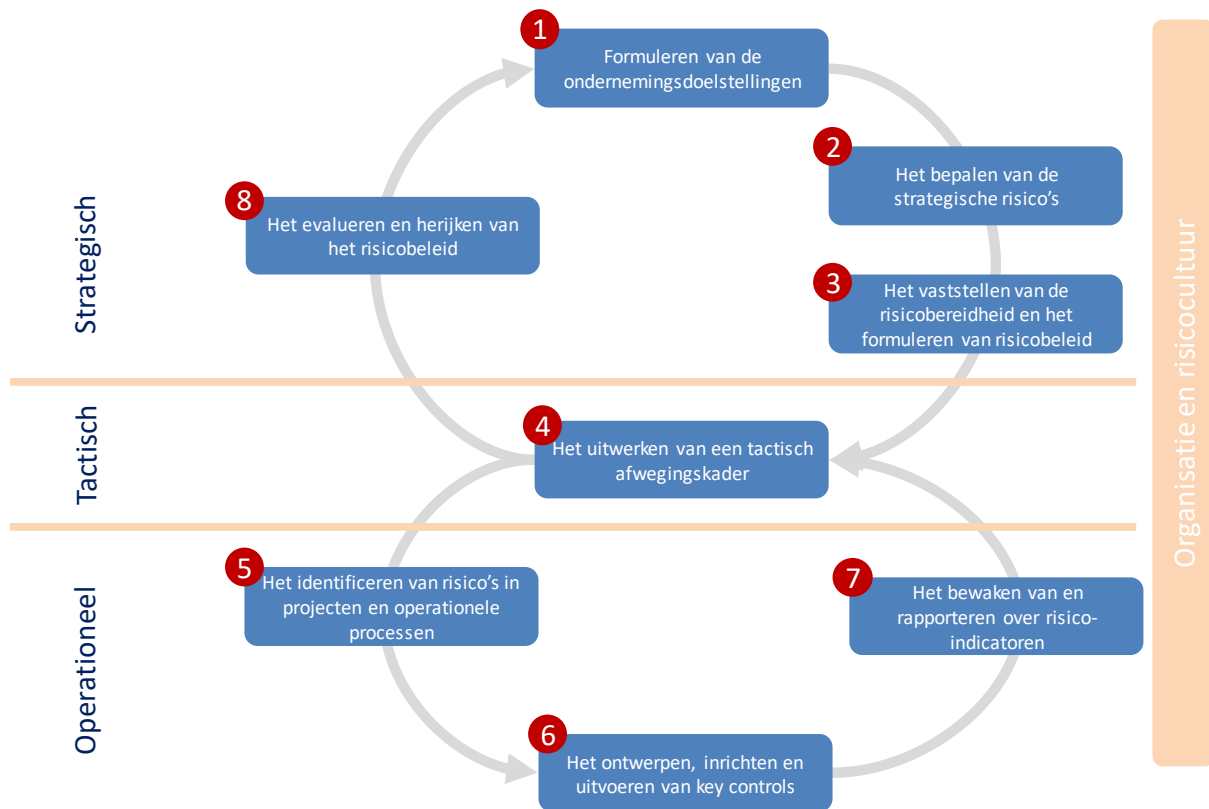 1
Formuleren van de
ondernemingsdoelstellingen
2
Het bepalen van de
strategische risico's
8
Het evalueren en herijken van
het risicobeleid
3
Het vaststellen van de
risicobereidheid en het
formuleren van risicobeleid
Strategisch
4
Het uitwerken van een tactisch
afwegingskader
Tactisch
5
Het identificeren van risico's in
projecten en operationele
processen
7
Het bewaken van en
rapporteren over risico-
indicatoren
6
Het ontwerpen, inrichten en
uitvoeren van key controls
Operationeel
Organisatie en risicocultuur